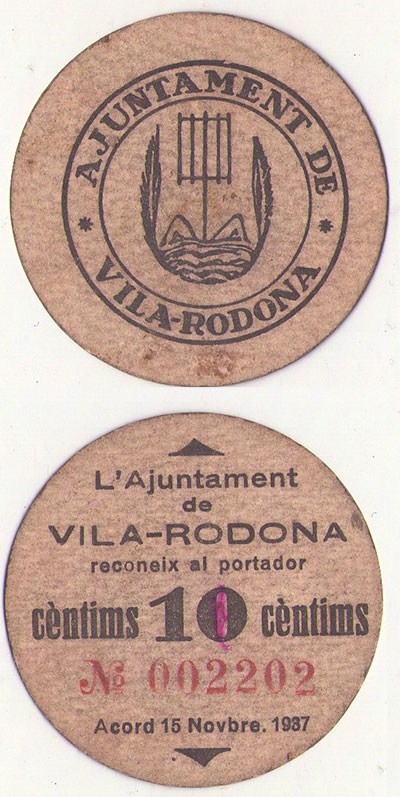 AJUNTAMENT DE
* VILA-RODONA *
L'Ajuntament
de
VILA-RODONA
reconeix al portador
cèntims 10 cèntims
Nº 002202
Acord 15 Novbre. 1937